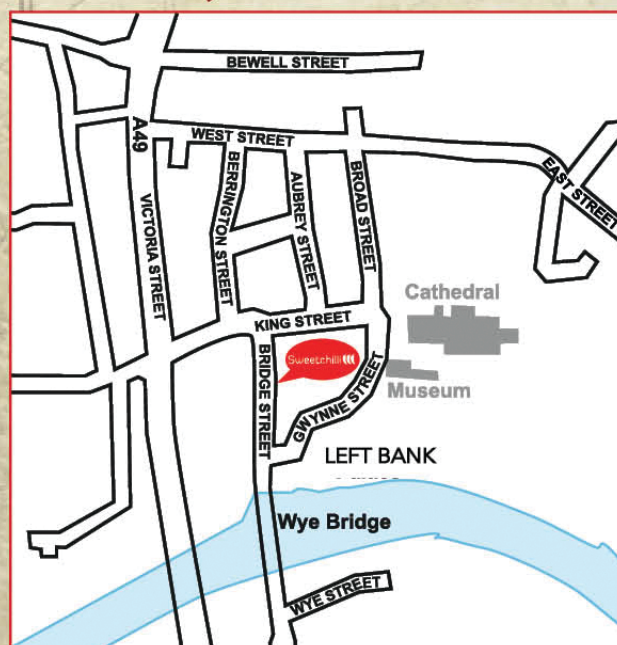 BEWELL STREET
A49
WEST STREET
EAST STREET
BERRINGTON STREET
AUBREY STREET
BROAD STREET
VICTORIA STREET
Cathedral
KING STREET
Sweetchilli
BRIDGE STREET
GWYNNE STREET
Museum
LEFT BANK
Wye Bridge
WYE STREET